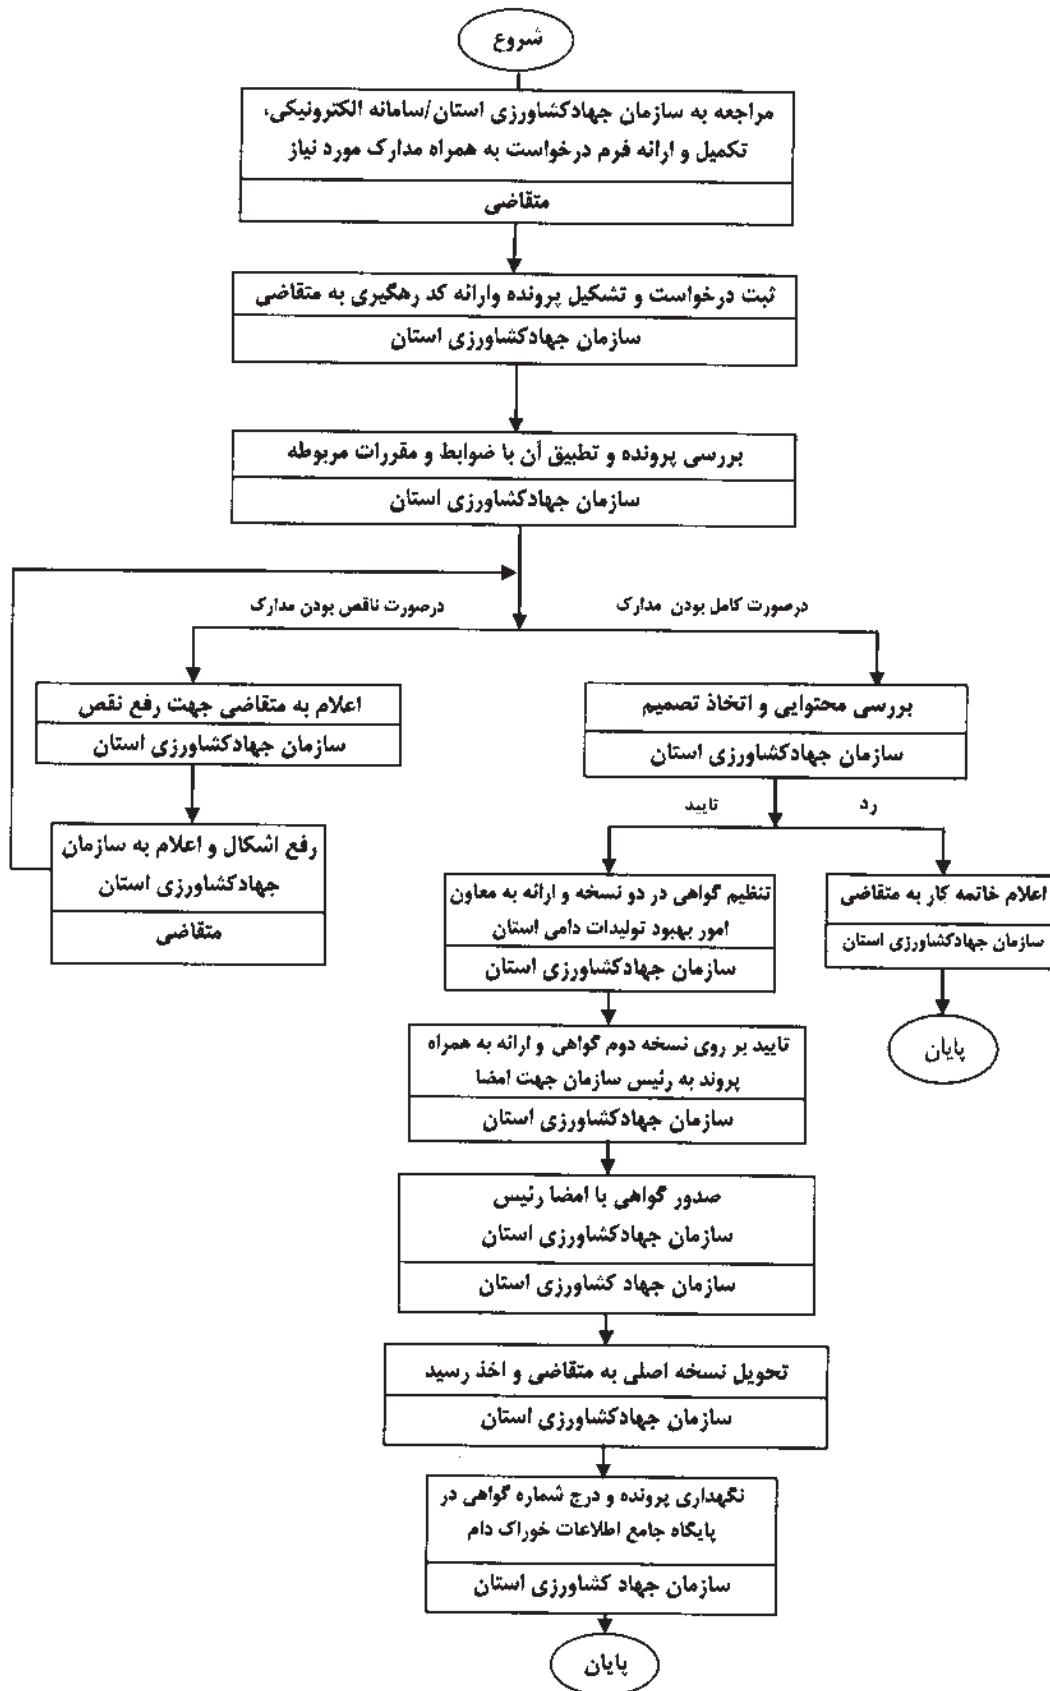 شروع
مراجعه به سازمان جهادکشاورزی استان/سامانه الکترونیکی،
تکمیل و ارائه فرم درخواست به همراه مدارک مورد نیاز
متقاضی
ثبت درخواست و تشکیل پرونده وارائه کد رهگیری به متقاضی
سازمان جهادکشاورزی استان
بررسی پرونده و تطبیق آن با ضوابط و مقررات مربوطه
سازمان جهادکشاورزی استان
درصورت کامل بودن مدارک
درصورت ناقص بودن مدارک
بررسی محتوایی و اتخاذ تصمیم
سازمان جهادکشاورزی استان
اعلام به متقاضی جهت رفع نقص
سازمان جهادکشاورزی استان
رفع اشکال و اعلام به سازمان
جهادکشاورزی استان
متقاضی
رد
تایید
اعلام خاتمه کار به متقاضی
سازمان جهادکشاورزی استان
پایان
تنظیم گواهی در دو نسخه و ارائه به معاون
امور بهبود تولیدات دامی استان
سازمان جهادکشاورزی استان
تایید بر روی نسخه دوم گواهی و ارائه به همراه
پروند به رئیس سازمان جهت امضا
سازمان جهادکشاورزی استان
صدور گواهی با امضا رئیس
سازمان جهادکشاورزی استان
سازمان جهاد کشاورزی استان
تحویل نسخه اصلی به متقاضی و اخذ رسید
سازمان جهادکشاورزی استان
نگهداری پرونده و درج شماره گواهی در
پایگاه جامع اطلاعات خوراک دام
سازمان جهاد کشاورزی استان
پایان